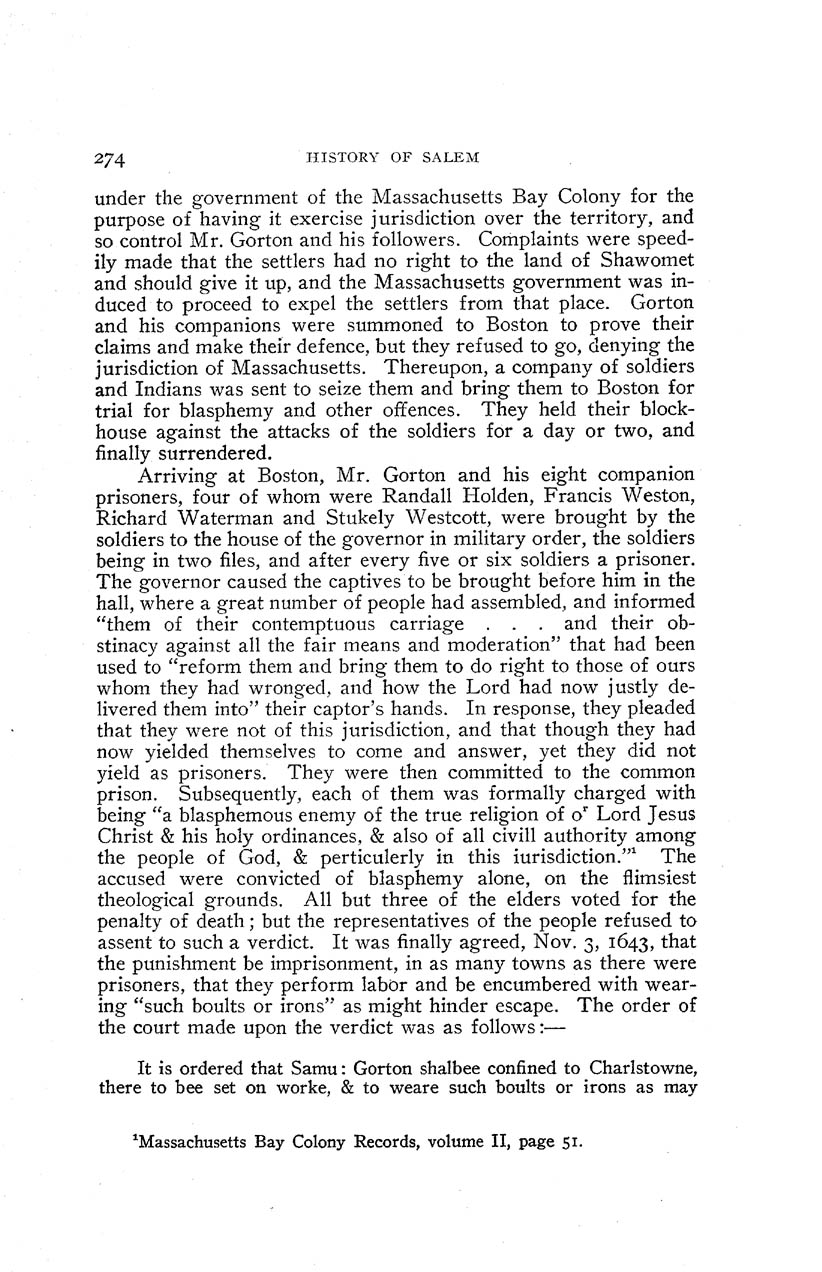 274 HISTORY OF SALEM
under the government of the Massachusetts Bay Colony for the
purpose of having it exercise jurisdiction over the territory, and
so control Mr. Gorton and his followers. Complaints were speed-
ily made that the settlers had no right to the land of Shawomet
and should give it up, and the Massachusetts government was in-
duced to proceed to expel the settlers from that place. Gorton
and his companions were summoned to Boston to prove their
claims and make their defence, but they refused to go, denying the
jurisdiction of Massachusetts. Thereupon, a company of soldiers
and Indians was sent to seize them and bring them to Boston for
trial for blasphemy and other offences. They held their block-
house against the attacks of the soldiers for a day or two, and
finally surrendered.
Arriving at Boston, Mr. Gorton and his eight companion
prisoners, four of whom were Randall Holden, Francis Weston,
Richard Waterman and Stukely Westcott, were brought by the
soldiers to the house of the governor in military order, the soldiers
being in two files, and after every five or six soldiers a prisoner.
The governor caused the captives to be brought before him in the
hall, where a great number of people had assembled, and informed
"them of their contemptuous carriage . . . and their ob-
stinacy against all the fair means and moderation" that had been
used to "reform them and bring them to do right to those of ours
whom they had wronged, and how the Lord had now justly de-
livered them into" their captor's hands. In response, they pleaded
that they were not of this jurisdiction, and that though they had
now yielded themselves to come and answer, yet they did not
yield as prisoners. They were then committed to the common
prison. Subsequently, each of them was formally charged with
being "a blasphemous enemy of the true religion of oʳ Lord Jesus
Christ & his holy ordinances, & also of all civill authority among
the people of God, & perticulerly in this iurisdiction."¹ The
accused were convicted of blasphemy alone, on the flimsiest
theological grounds. All but three of the elders voted for the
penalty of death; but the representatives of the people refused to
assent to such a verdict. It was finally agreed, Nov. 3, 1643, that
the punishment be imprisonment, in as many towns as there were
prisoners, that they perform labor and be encumbered with wear-
ing "such boults or irons" as might hinder escape. The order of
the court made upon the verdict was as follows:—
It is ordered that Samu: Gorton shalbee confined to Charlstowne,
there to bee set on worke, & to weare such boults or irons as may
¹Massachusetts Bay Colony Records, volume II, page 51.